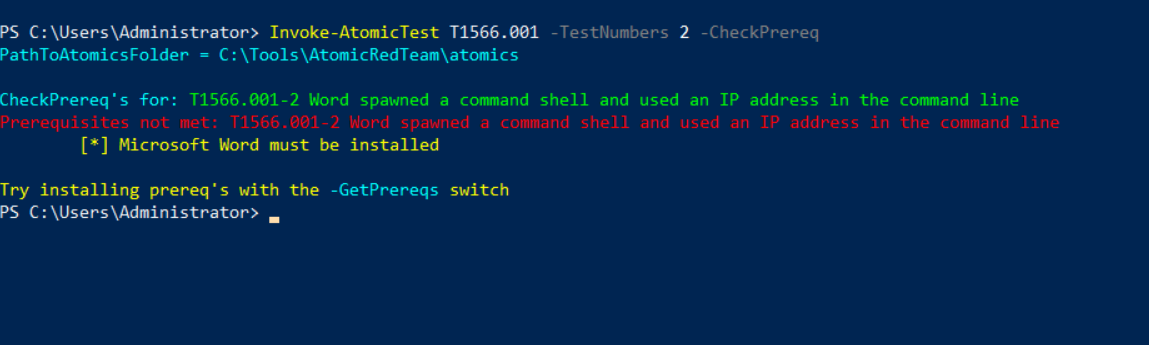 PS C:\Users\Administrator> Invoke-AtomicTest T1566.001 -TestNumbers 2 -CheckPrereq
PathToAtomicsFolder = C:\Tools\AtomicRedTeam\atomics
CheckPrereq's for: T1566.001-2 Word spawned a command shell and used an IP address in the command line
Prerequisites not met: T1566.001-2 Word spawned a command shell and used an IP address in the command line
[*] Microsoft Word must be installed
Try installing prereq's with the -GetPrereqs switch
PS C:\Users\Administrator>